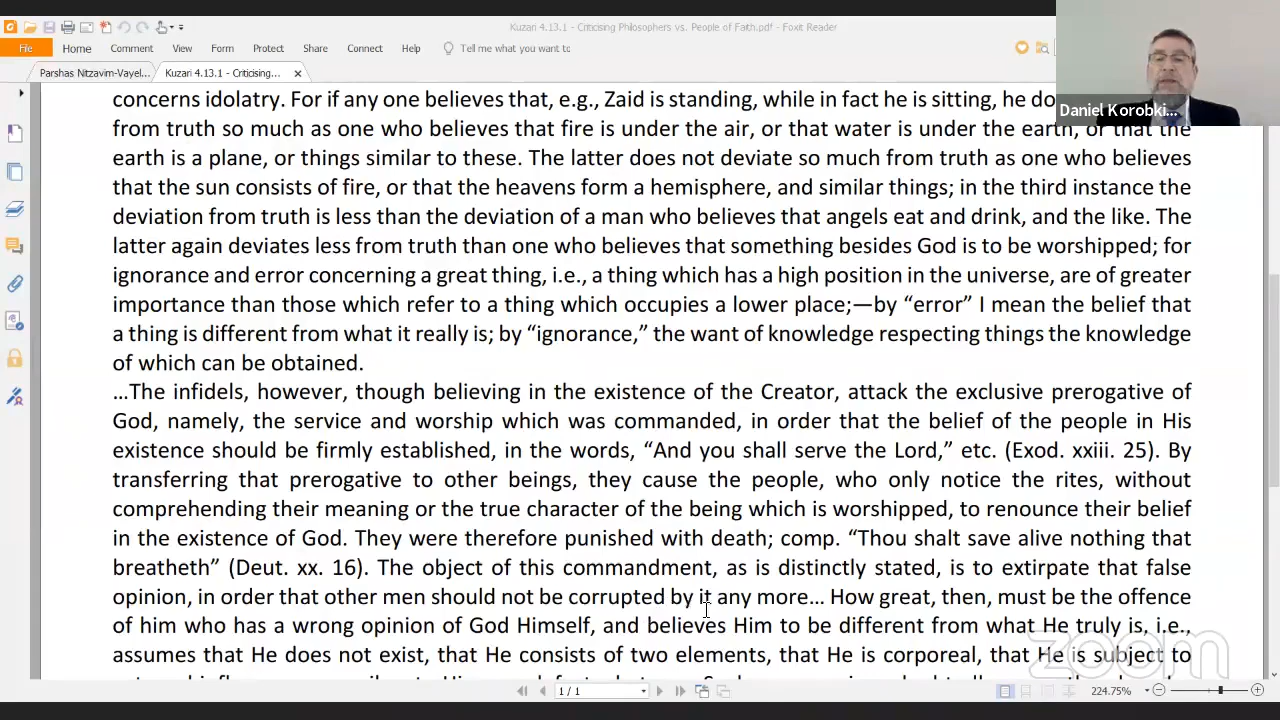 Kuzari 4.13.1 - Criticising Philosophers vs. People of Faith.pdf - Foxit Reader
File Home Comment View Form Protect Share Connect Help Tell me what you want to
Parshas Nitzavim-Vayel... Kuzari 4.13.1 - Criticising...
Daniel Korobki...
concerns idolatry. For if any one believes that, e.g., Zaid is standing, while in fact he is sitting, he do
from truth so much as one who believes that fire is under the air, or that water is under the earth, or that the
earth is a plane, or things similar to these. The latter does not deviate so much from truth as one who believes
that the sun consists of fire, or that the heavens form a hemisphere, and similar things; in the third instance the
deviation from truth is less than the deviation of a man who believes that angels eat and drink, and the like. The
latter again deviates less from truth than one who believes that something besides God is to be worshipped; for
ignorance and error concerning a great thing, i.e., a thing which has a high position in the universe, are of greater
importance than those which refer to a thing which occupies a lower place;—by “error” I mean the belief that
a thing is different from what it really is; by “ignorance,” the want of knowledge respecting things the knowledge
of which can be obtained.
…The infidels, however, though believing in the existence of the Creator, attack the exclusive prerogative of
God, namely, the service and worship which was commanded, in order that the belief of the people in His
existence should be firmly established, in the words, “And you shall serve the Lord,” etc. (Exod. xxiii. 25). By
transferring that prerogative to other beings, they cause the people, who only notice the rites, without
comprehending their meaning or the true character of the being which is worshipped, to renounce their belief
in the existence of God. They were therefore punished with death; comp. “Thou shalt save alive nothing that
breatheth” (Deut. xx. 16). The object of this commandment, as is distinctly stated, is to extirpate that false
opinion, in order that other men should not be corrupted by it any more… How great, then, must be the offence
of him who has a wrong opinion of God Himself, and believes Him to be different from what He truly is, i.e.,
assumes that He does not exist, that He consists of two elements, that He is corporeal, that He is subject to
zoom
1 / 1 224.75%